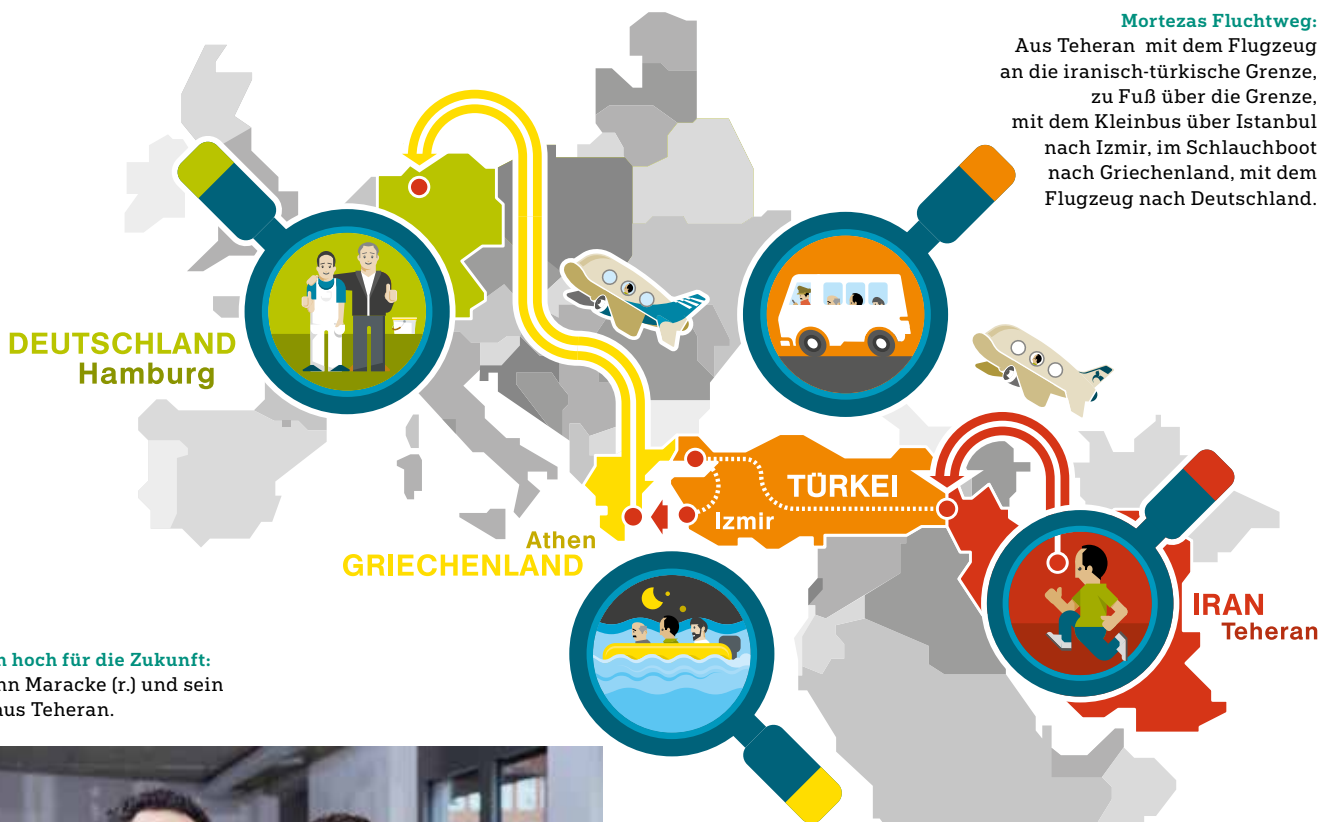 Mortezas Fluchtweg:
Aus Teheran mit dem Flugzeug
an die iranisch-türkische Grenze,
zu Fuß über die Grenze,
mit dem Kleinbus über Istanbul
nach Izmir, im Schlauchboot
nach Griechenland, mit dem
Flugzeug nach Deutschland.
DEUTSCHLAND
Hamburg
TÜRKEI
Izmir
Athen
GRIECHENLAND
IRAN
Teheran
hoch für die Zukunft:
Maracke (r.) und sein
aus Teheran.